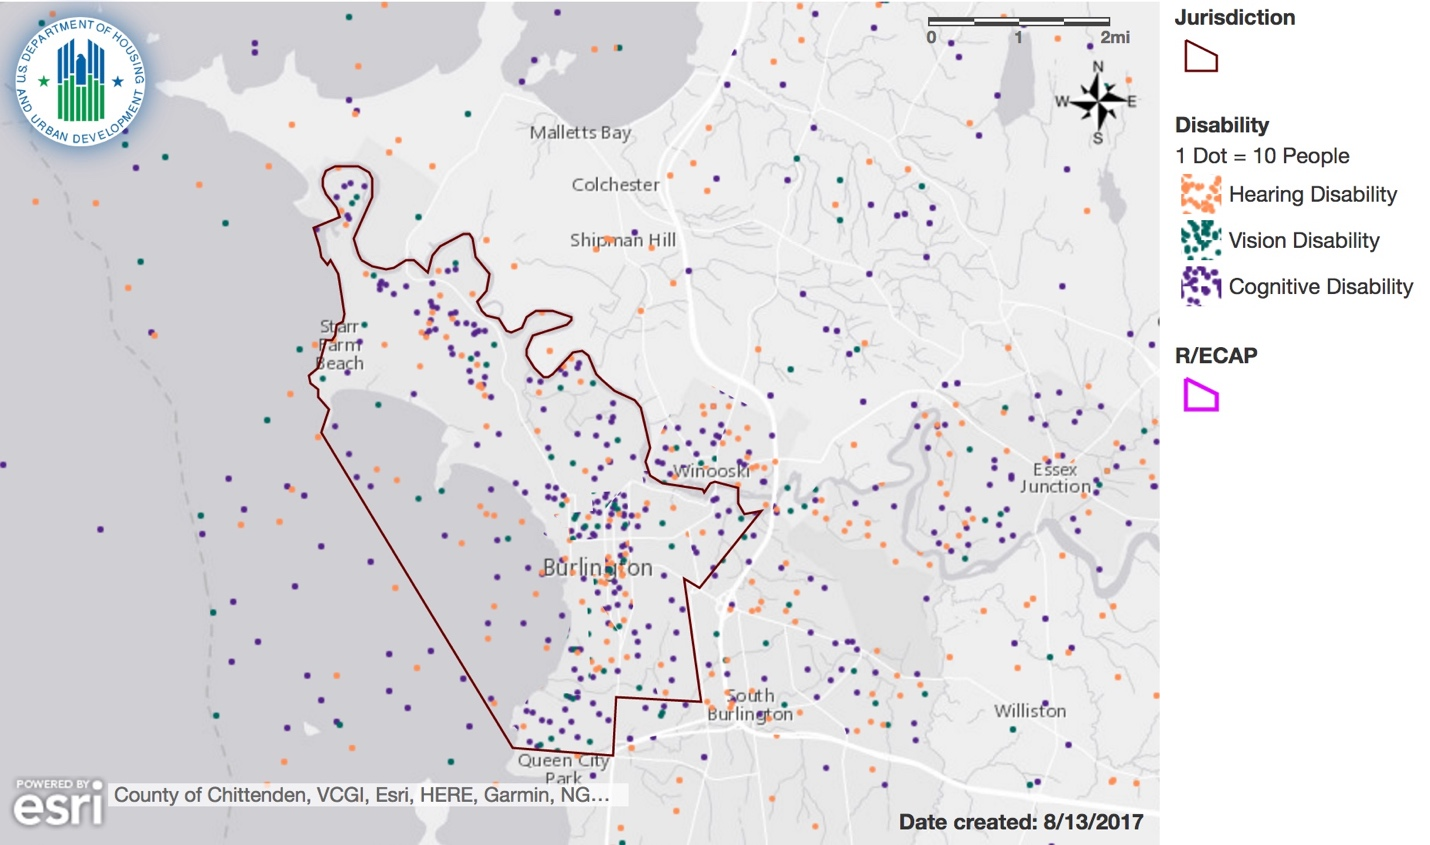 U.S. DEPARTMENT OF HOUSING
AND URBAN DEVELOPMENT
0 1 2mi
N
W E
S
Malletts Bay
Colchester
Shipman Hill
Starr
Farm
Beach
Winooski
Essex
Junction
Burlington
South
Burlington
Williston
Queen City
Park
POWERED BY
esri
County of Chittenden, VCGI, Esri, HERE, Garmin, NG...
Date created: 8/13/2017
Jurisdiction
Disability
1 Dot = 10 People
Hearing Disability
Vision Disability
Cognitive Disability
R/ECAP